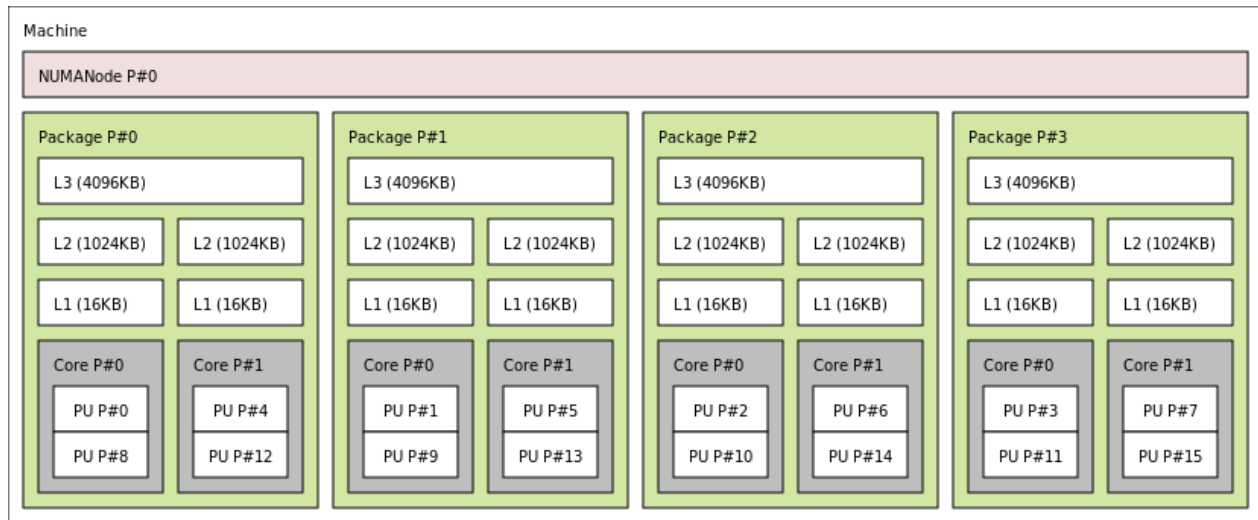 Machine
NUMANode P#0
Package P#0
L3 (4096KB)
L2 (1024KB) L2 (1024KB)
L1 (16KB) L1 (16KB)
Core P#0 Core P#1
PU P#0 PU P#4
PU P#8 PU P#12
Package P#1
L3 (4096KB)
L2 (1024KB) L2 (1024KB)
L1 (16KB) L1 (16KB)
Core P#0 Core P#1
PU P#1 PU P#5
PU P#9 PU P#13
Package P#2
L3 (4096KB)
L2 (1024KB) L2 (1024KB)
L1 (16KB) L1 (16KB)
Core P#0 Core P#1
PU P#2 PU P#6
PU P#10 PU P#14
Package P#3
L3 (4096KB)
L2 (1024KB) L2 (1024KB)
L1 (16KB) L1 (16KB)
Core P#0 Core P#1
PU P#3 PU P#7
PU P#11 PU P#15